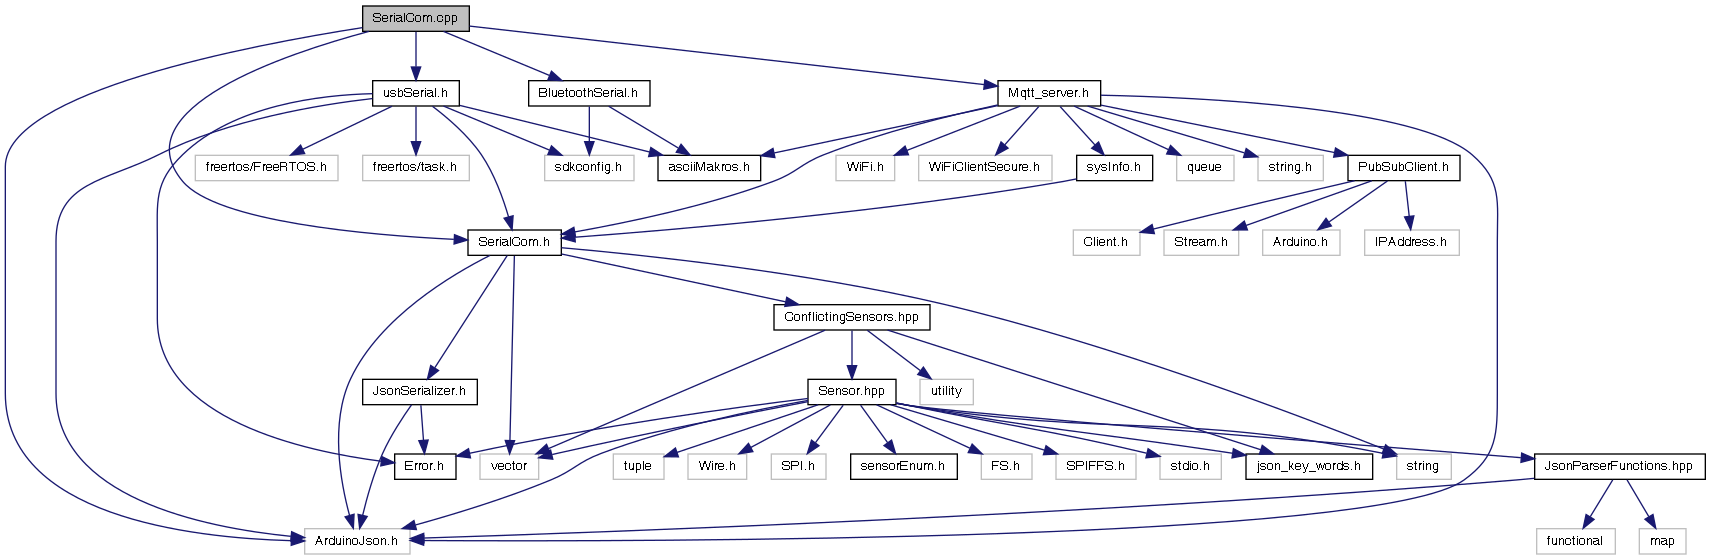 SerialCom.cpp
usbSerial.h
BluetoothSerial.h
Mqtt_server.h
freertos/FreeRTOS.h
freertos/task.h
sdkconfig.h
asciiMakros.h
WiFi.h
WiFiClientSecure.h
sysInfo.h
queue
string.h
PubSubClient.h
SerialCom.h
Client.h
Stream.h
Arduino.h
IPAddress.h
ConflictingSensors.hpp
JsonSerializer.h
Sensor.hpp
utility
Error.h
vector
tuple
Wire.h
SPI.h
sensorEnum.h
FS.h
SPIFFS.h
stdio.h
json_key_words.h
string
JsonParserFunctions.hpp
ArduinoJson.h
functional
map